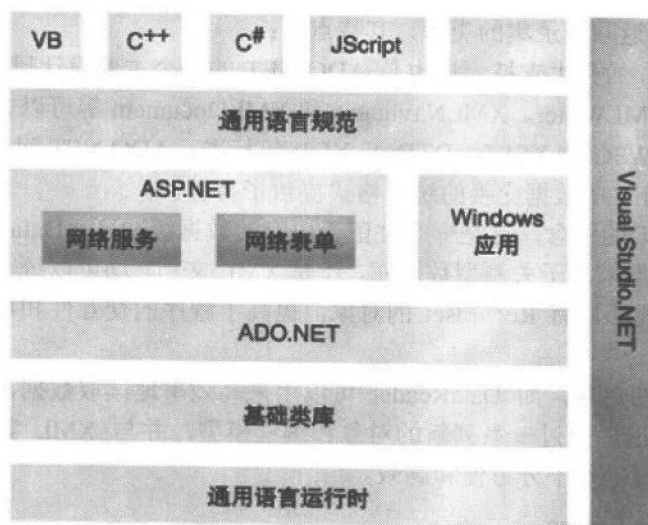 VB C++ C# JScript ...
通用语言规范
ASP.NET
网络服务 网络表单
Windows
应用
ADO.NET
基础类库
通用语言运行时
Visual Studio.NET